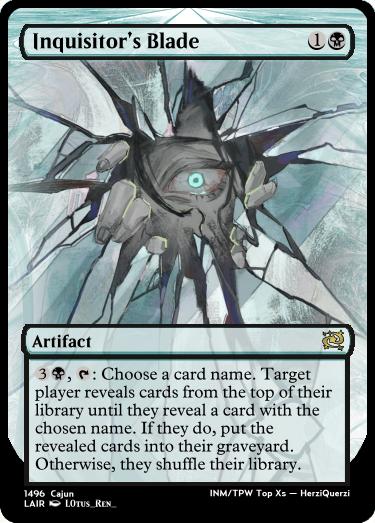 Inquisitor's Blade 1
Artifact
3, : Choose a card name. Target
player reveals cards from the top of their
library until they reveal a card with the
chosen name. If they do, put the
revealed cards into their graveyard.
Otherwise, they shuffle their library.
1496 Cajun INM/TPW Top Xs — HerziQuerzi
LAIR L0tus_Ren_